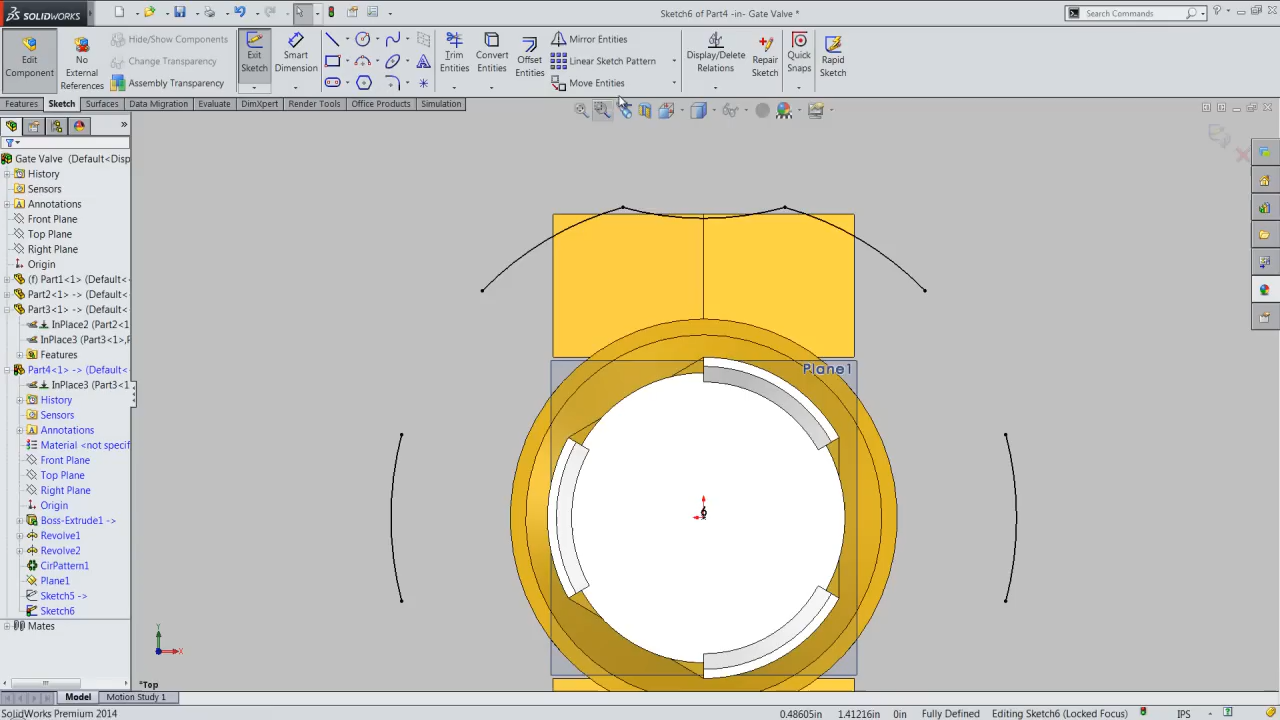 SOLIDWORKS
Sketch6 of Part4 -in- Gate Valve *
Search Commands
Edit Component
No External References
Hide/Show Components
Change Transparency
Assembly Transparency
Exit Sketch
Smart Dimension
Trim Entities
Convert Entities
Offset Entities
Mirror Entities
Linear Sketch Pattern
Move Entities
Display/Delete Relations
Repair Sketch
Quick Snaps
Rapid Sketch
Features
Sketch
Surfaces
Data Migration
Evaluate
DimXpert
Render Tools
Office Products
Simulation
Gate Valve (Default<Disp
History
Sensors
Annotations
Front Plane
Top Plane
Right Plane
Origin
(f) Part1<1> (Default<
Part2<1> -> (Default<
Part3<1> -> (Default<
InPlace2 (Part2<1
InPlace3 (Part3<1>,P
Features
Part4<1> -> (Default<
InPlace3 (Part3<1
History
Sensors
Annotations
Material <not specif
Front Plane
Top Plane
Right Plane
Origin
Boss-Extrude1 ->
Revolve1
Revolve2
CirPattern1
Plane1
Sketch5 ->
Sketch6
Mates
Plane1
Y
X
*Top
Model
Motion Study 1
SolidWorks Premium 2014
0.48605in
1.41216in
0in
Fully Defined
Editing Sketch6 (Locked Focus)
IPS